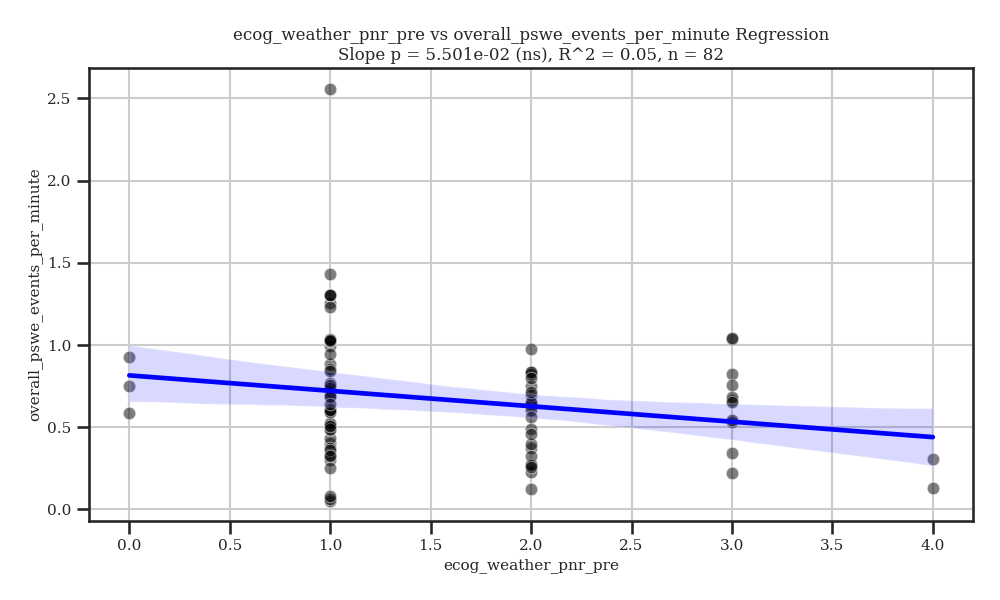 ecog_weather_pnr_pre vs overall_pswe_events_per_minute Regression
Slope p = 5.501e-02 (ns), R^2 = 0.05, n = 82
overall_pswe_events_per_minute
2.5
2.0
1.5
1.0
0.5
0.0
0.0 0.5 1.0 1.5 2.0 2.5 3.0 3.5 4.0
ecog_weather_pnr_pre